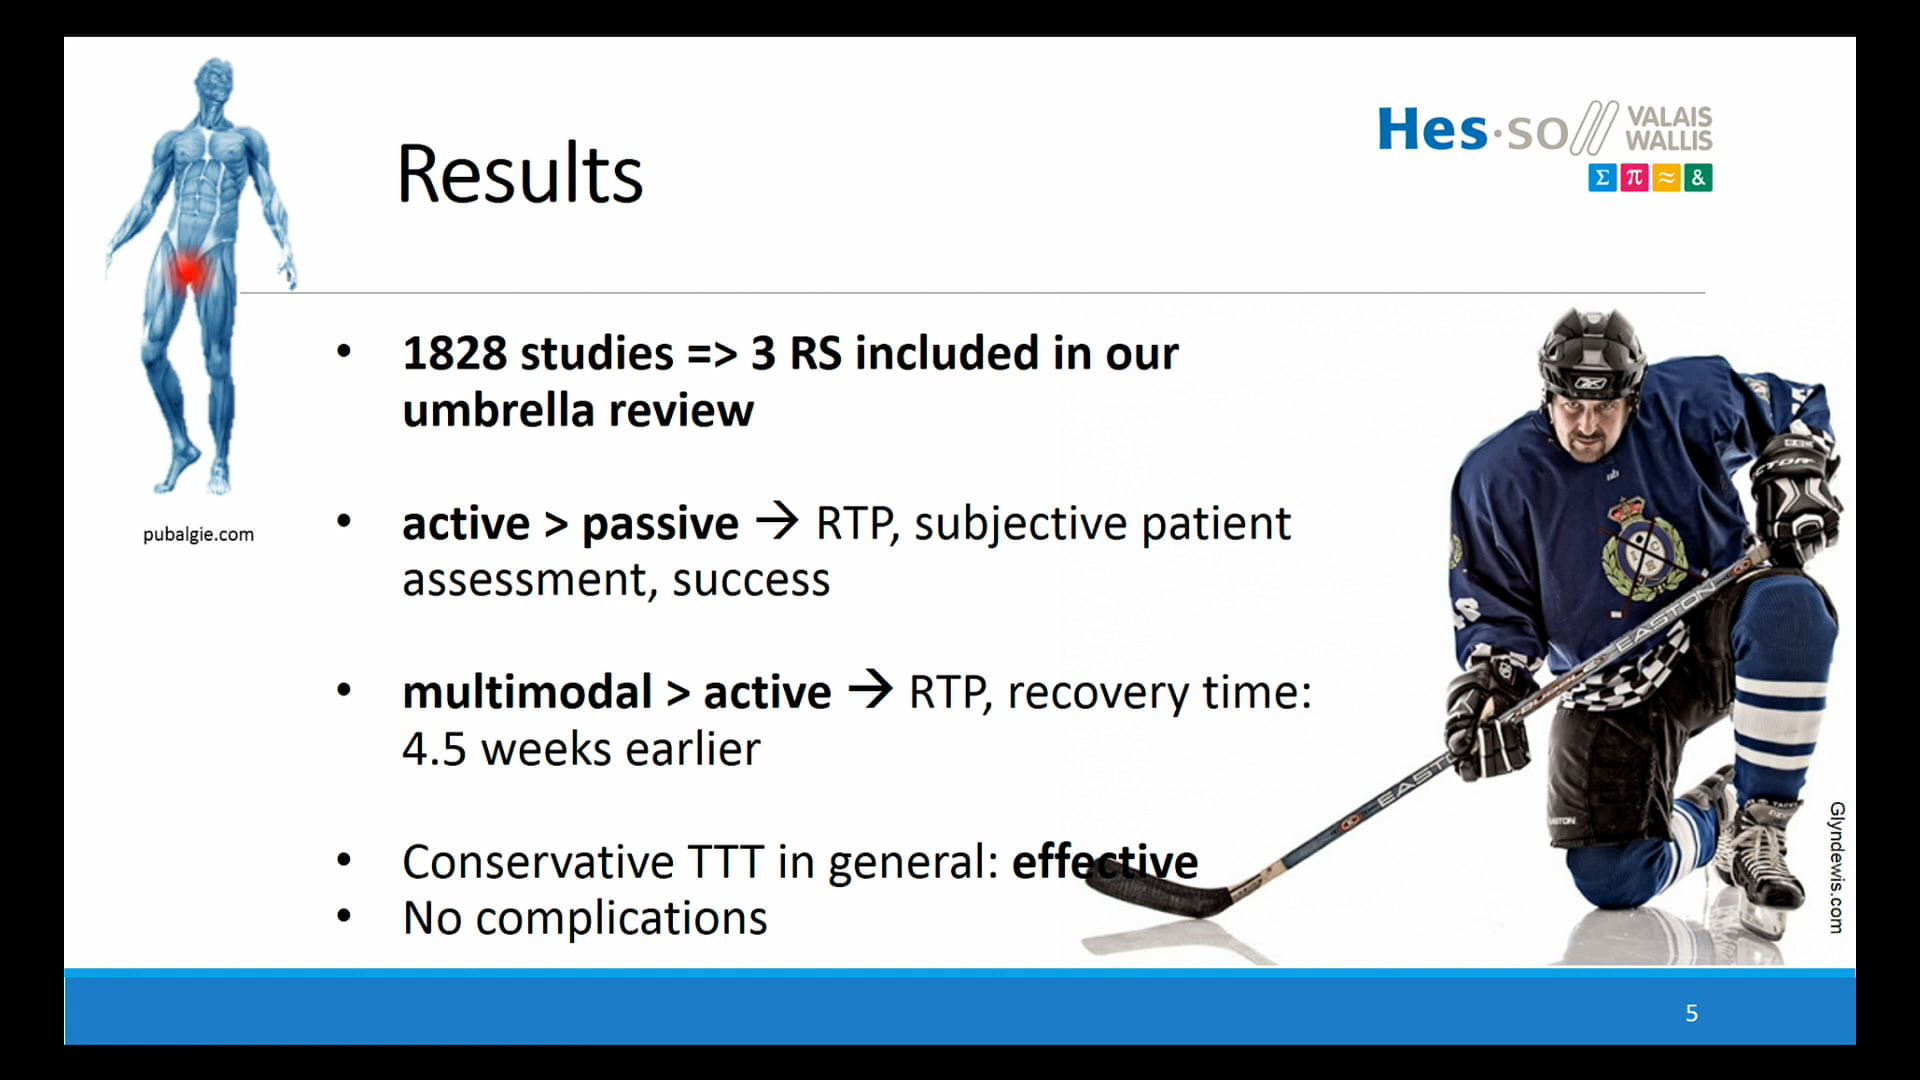 Results
Hes·so VALAIS
WALLIS
Σ π ≈ &
• 1828 studies => 3 RS included in our
umbrella review
• active > passive → RTP, subjective patient
assessment, success
pubalgie.com
• multimodal > active → RTP, recovery time:
4.5 weeks earlier
• Conservative TTT in general: effective
• No complications
EASTON
EASTON
Glyndewis.com
5